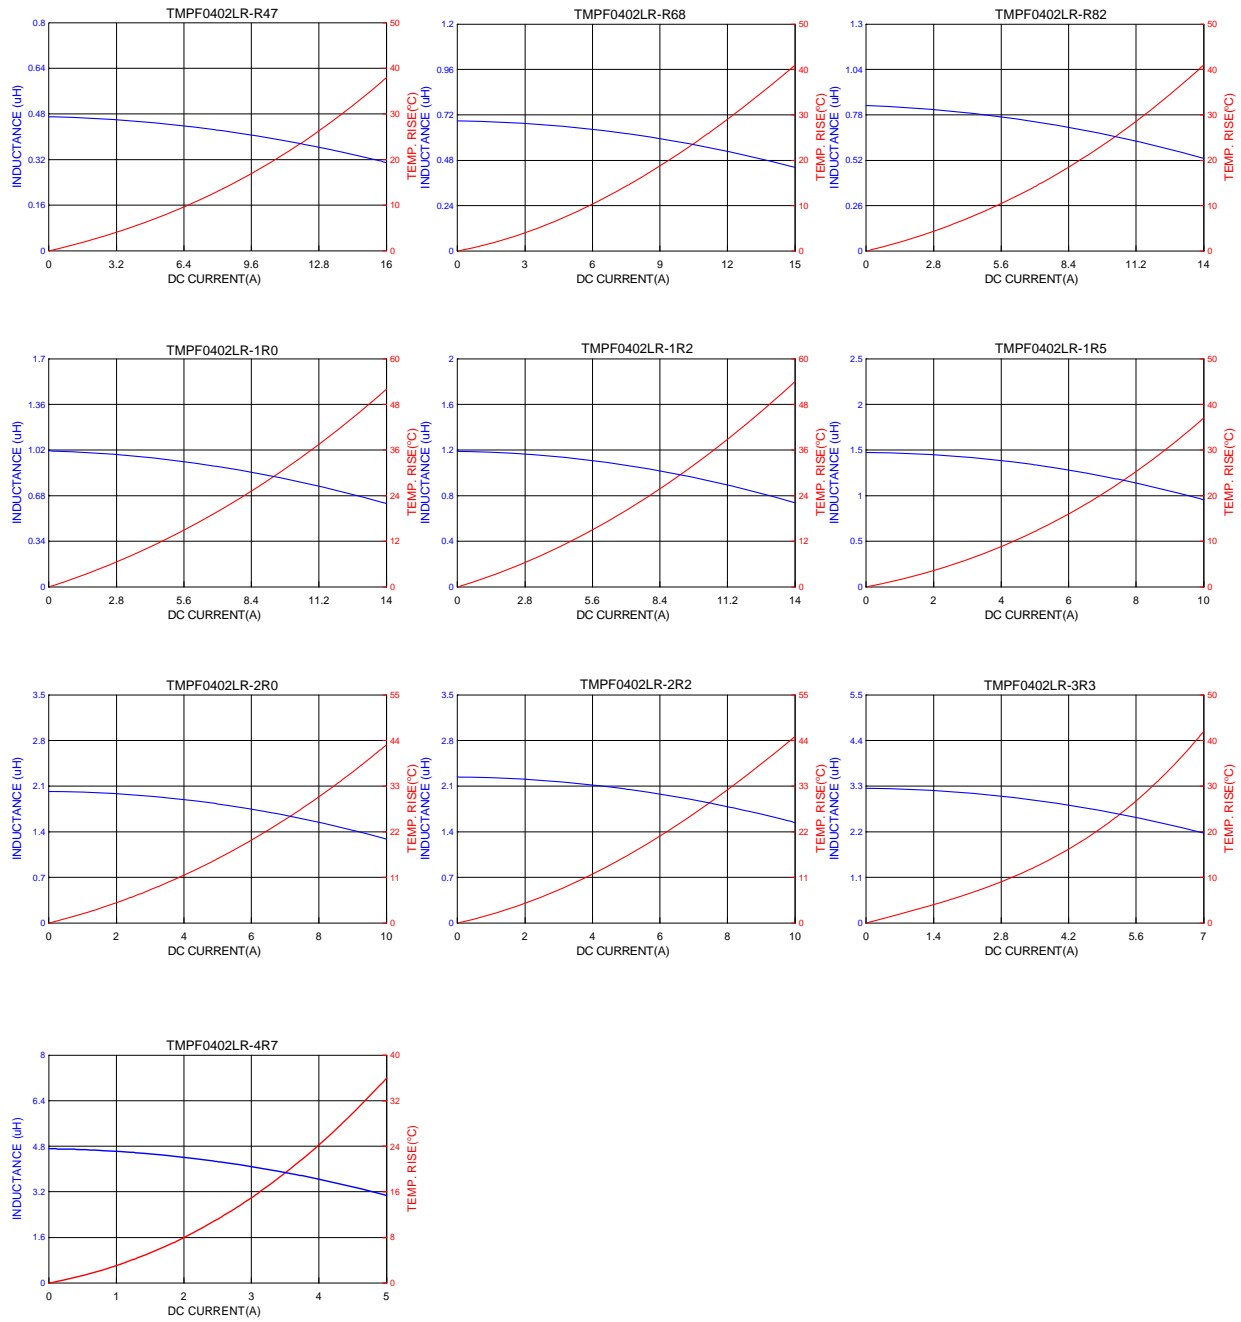 TMPF0402LR-R47
0.8
0.64
0.48
0.32
0.16
0
INDUCTANCE (uH)
50
40
30
20
10
0
TEMP. RISE(°C)
0 3.2 6.4 9.6 12.8 16
DC CURRENT(A)
TMPF0402LR-R68
1.2
0.96
0.72
0.48
0.24
0
INDUCTANCE (uH)
50
40
30
20
10
0
TEMP. RISE(°C)
0 3 6 9 12 15
DC CURRENT(A)
TMPF0402LR-R82
1.3
1.04
0.78
0.52
0.26
0
INDUCTANCE (uH)
50
40
30
20
10
0
TEMP. RISE(°C)
0 2.8 5.6 8.4 11.2 14
DC CURRENT(A)
TMPF0402LR-1R0
1.7
1.36
1.02
0.68
0.34
0
INDUCTANCE (uH)
60
48
36
24
12
0
TEMP. RISE(°C)
0 2.8 5.6 8.4 11.2 14
DC CURRENT(A)
TMPF0402LR-1R2
2
1.6
1.2
0.8
0.4
0
INDUCTANCE (uH)
60
48
36
24
12
0
TEMP. RISE(°C)
0 2.8 5.6 8.4 11.2 14
DC CURRENT(A)
TMPF0402LR-1R5
2.5
2
1.5
1
0.5
0
INDUCTANCE (uH)
50
40
30
20
10
0
TEMP. RISE(°C)
0 2 4 6 8 10
DC CURRENT(A)
TMPF0402LR-2R0
3.5
2.8
2.1
1.4
0.7
0
INDUCTANCE (uH)
55
44
33
22
11
0
TEMP. RISE(°C)
0 2 4 6 8 10
DC CURRENT(A)
TMPF0402LR-2R2
3.5
2.8
2.1
1.4
0.7
0
INDUCTANCE (uH)
55
44
33
22
11
0
TEMP. RISE(°C)
0 2 4 6 8 10
DC CURRENT(A)
TMPF0402LR-3R3
5.5
4.4
3.3
2.2
1.1
0
INDUCTANCE (uH)
50
40
30
20
10
0
TEMP. RISE(°C)
0 1.4 2.8 4.2 5.6 7
DC CURRENT(A)
TMPF0402LR-4R7
8
6.4
4.8
3.2
1.6
0
INDUCTANCE (uH)
40
32
24
16
8
0
TEMP. RISE(°C)
0 1 2 3 4 5
DC CURRENT(A)